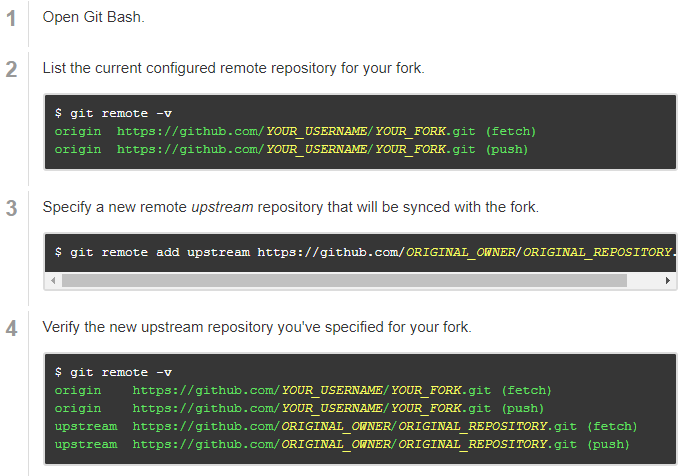 1 Open Git Bash.
2 List the current configured remote repository for your fork.
$ git remote -v
origin  https://github.com/YOUR_USERNAME/YOUR_FORK.git (fetch)
origin  https://github.com/YOUR_USERNAME/YOUR_FORK.git (push)
3 Specify a new remote upstream repository that will be synced with the fork.
$ git remote add upstream https://github.com/ORIGINAL_OWNER/ORIGINAL_REPOSITORY.
4 Verify the new upstream repository you've specified for your fork.
$ git remote -v
origin    https://github.com/YOUR_USERNAME/YOUR_FORK.git (fetch)
origin    https://github.com/YOUR_USERNAME/YOUR_FORK.git (push)
upstream  https://github.com/ORIGINAL_OWNER/ORIGINAL_REPOSITORY.git (fetch)
upstream  https://github.com/ORIGINAL_OWNER/ORIGINAL_REPOSITORY.git (push)